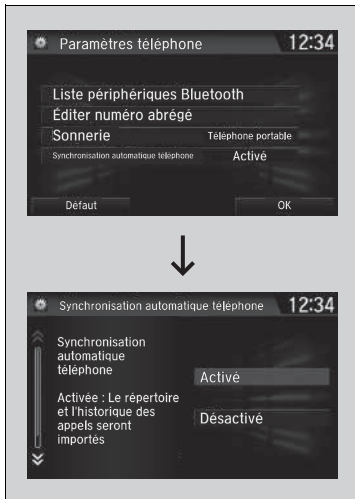 Paramètres téléphone 12:34
Liste périphériques Bluetooth
Éditer numéro abrégé
Sonnerie Téléphone portable
Synchronisation automatique téléphone Activé
Défaut OK
Synchronisation automatique téléphone 12:34
Synchronisation
automatique
téléphone
Activée : Le répertoire
et l'historique des
appels seront
importés
Activé
Désactivé